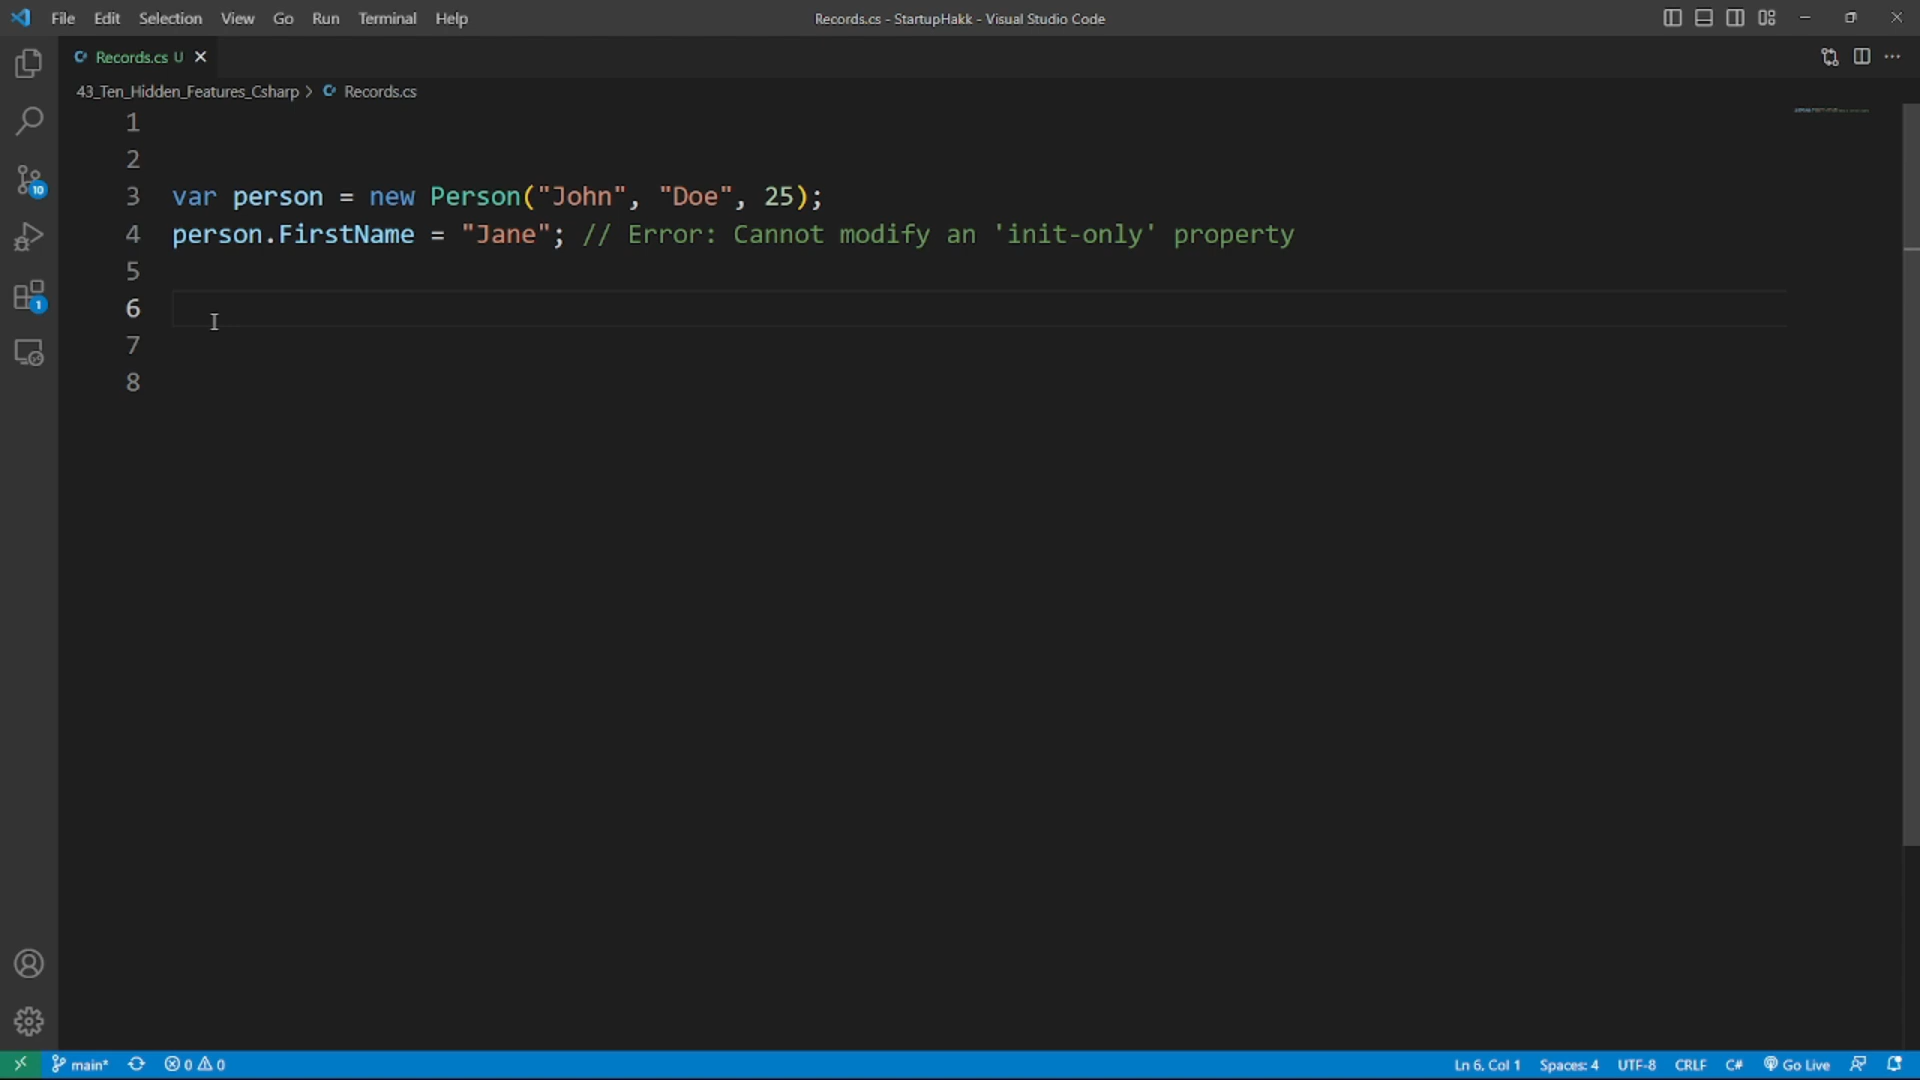 File Edit Selection View Go Run Terminal Help Records.cs - StartupHakk - Visual Studio Code
Records.cs U
43_Ten_Hidden_Features_Csharp > Records.cs
1
2
3 var person = new Person("John", "Doe", 25);
4 person.FirstName = "Jane"; // Error: Cannot modify an 'init-only' property
5
6
7
8
10
1
main* 0 0 Ln 6, Col 1 Spaces: 4 UTF-8 CRLF C# Go Live